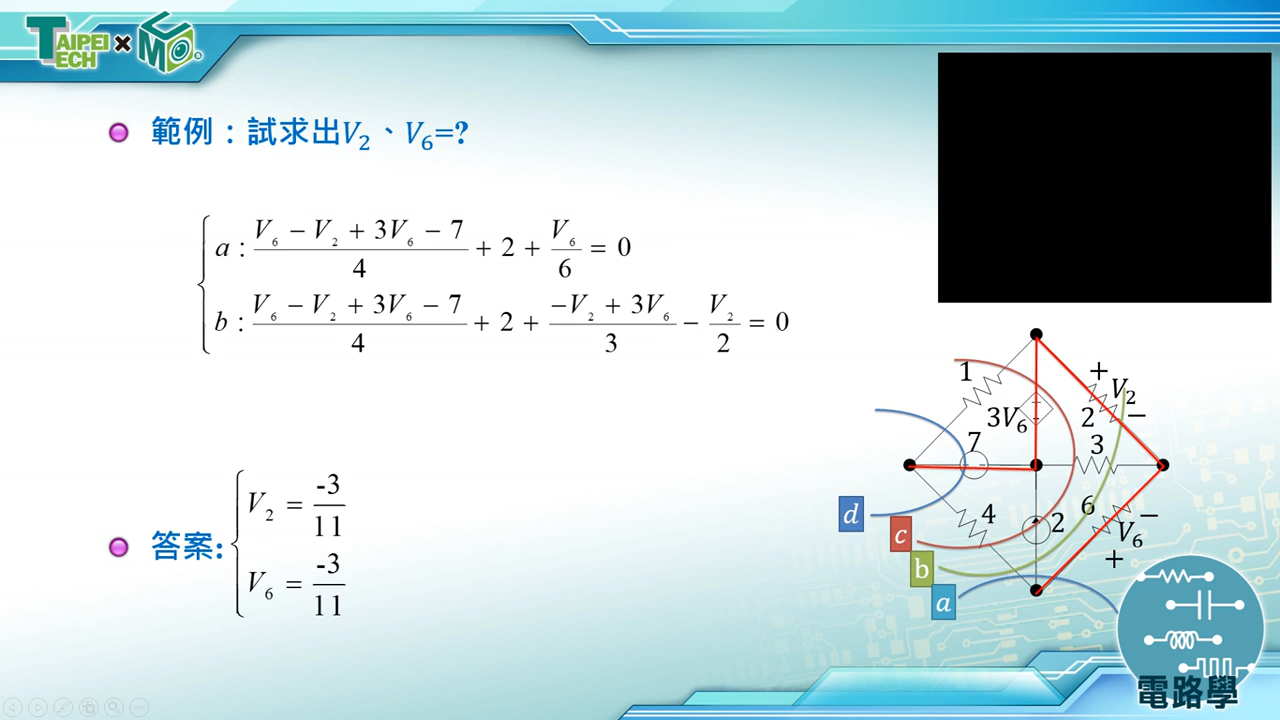 TAIPEI TECH × MOOC
範例：試求出V₂、V₆=?
a : (V₆ − V₂ + 3V₆ − 7)/4 + 2 + V₆/6 = 0
b : (V₆ − V₂ + 3V₆ − 7)/4 + 2 + (−V₂ + 3V₆)/3 − V₂/2 = 0
答案:
V₂ = -3/11
V₆ = -3/11
1
+
V₂
−
3V₆
2
7
3
4
2
6
−
V₆
+
d
c
b
a
電路學